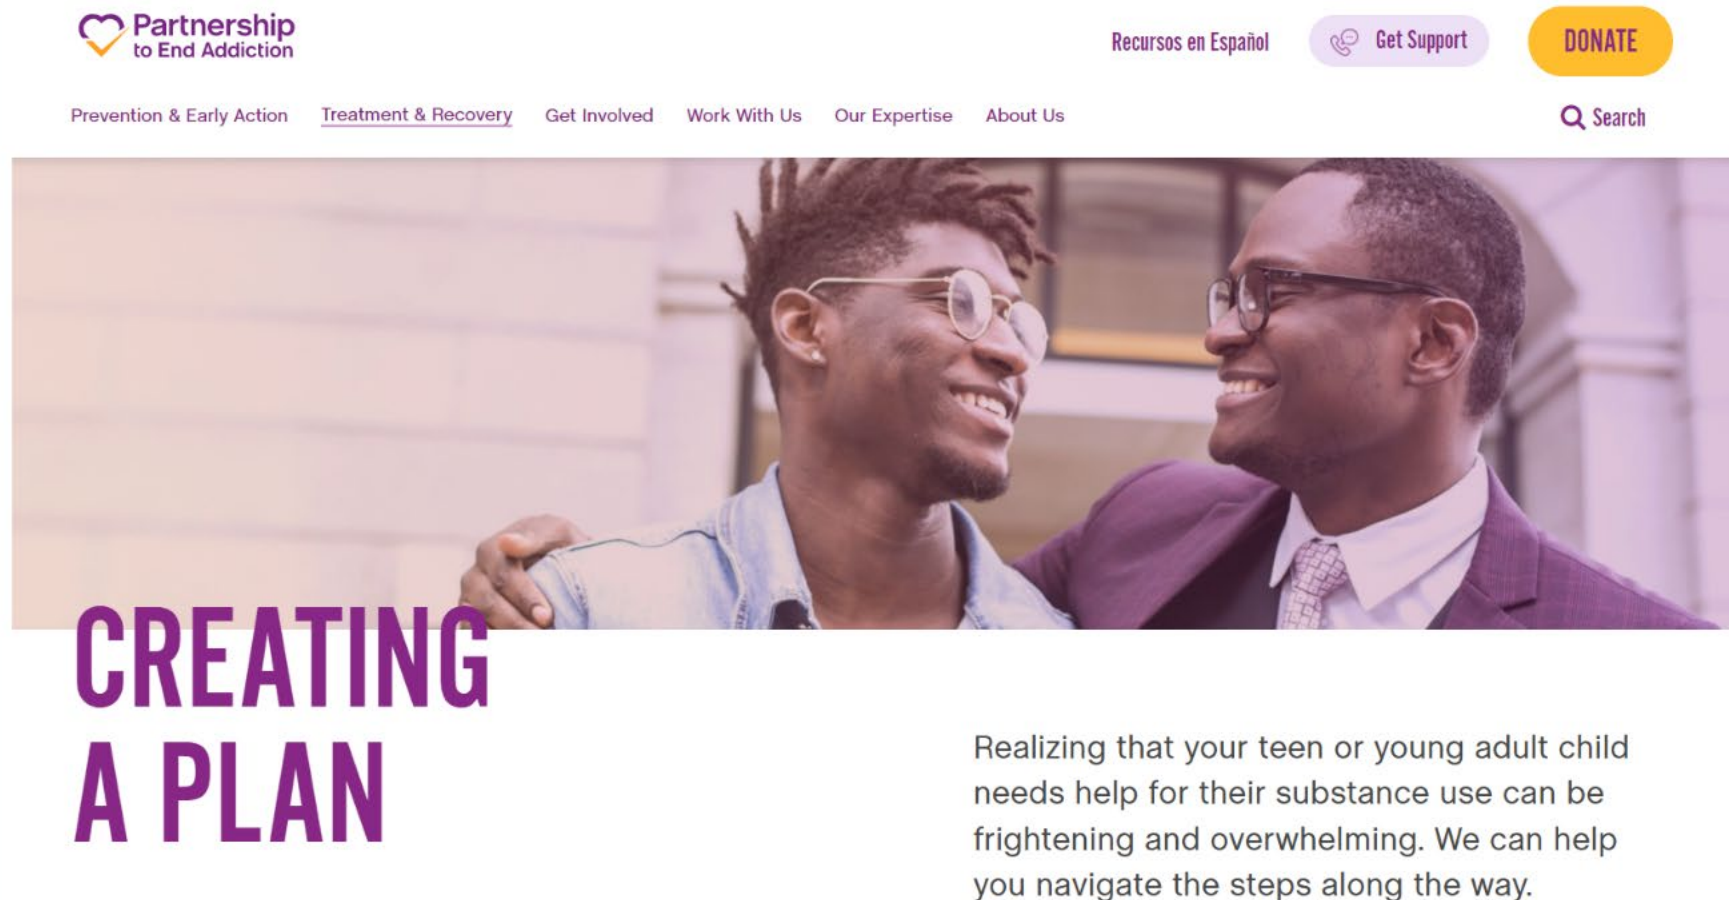 Partnership
to End Addiction
Recursos en Español
Get Support
DONATE
Prevention & Early Action
Treatment & Recovery
Get Involved
Work With Us
Our Expertise
About Us
Search
CREATING
A PLAN
Realizing that your teen or young adult child
needs help for their substance use can be
frightening and overwhelming. We can help
you navigate the steps along the way.